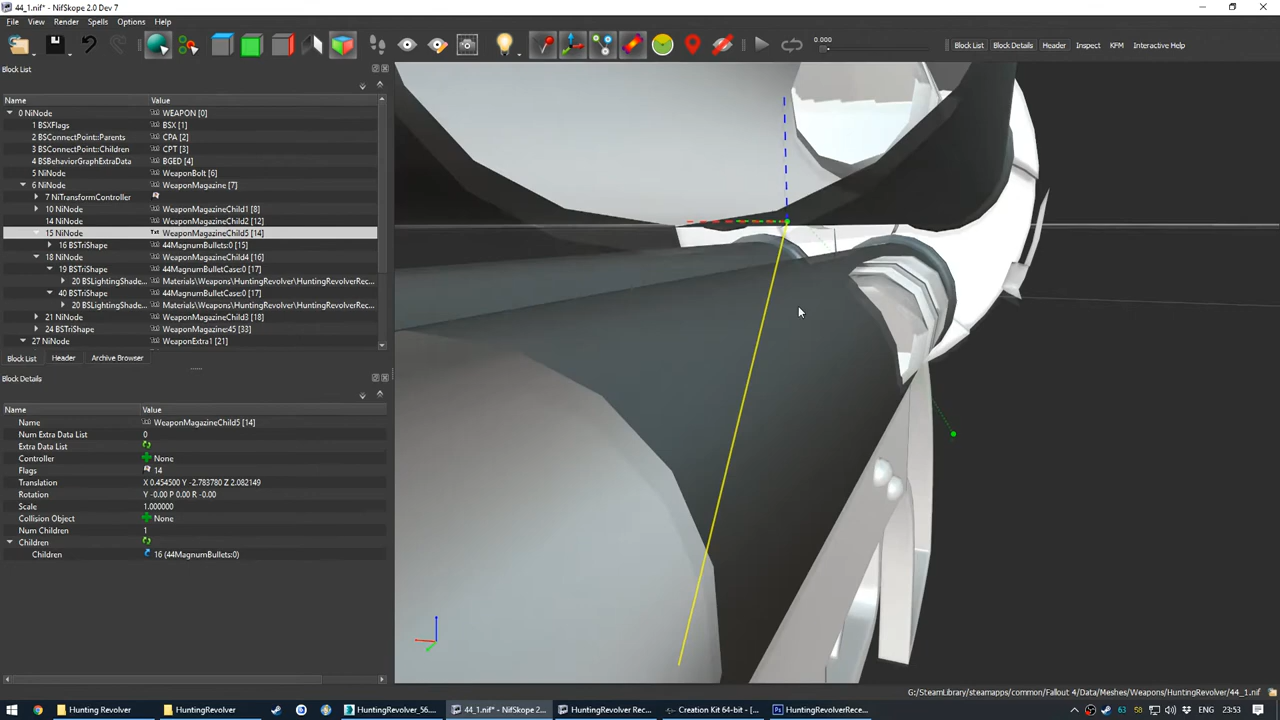 44_1.nif* - NifSkope 2.0 Dev 7
File View Render Spells Options Help
0.000
Block List Block Details Header Inspect KFM Interactive Help
Block List
Name Value
0 NiNode WEAPON [0]
1 BSXFlags BSX [1]
2 BSConnectPoint::Parents CPA [2]
3 BSConnectPoint::Children CPT [3]
4 BSBehaviorGraphExtraData BGED [4]
5 NiNode WeaponBolt [6]
6 NiNode WeaponMagazine [7]
7 NiTransformController
10 NiNode WeaponMagazineChild1 [8]
14 NiNode WeaponMagazineChild2 [12]
15 NiNode Txt WeaponMagazineChild5 [14]
16 BSTriShape 44MagnumBullets:0 [15]
18 NiNode WeaponMagazineChild4 [16]
19 BSTriShape 44MagnumBulletCase:0 [17]
20 BSLightingShade... Materials\Weapons\HuntingRevolver\HuntingRevolverRec...
40 BSTriShape 44MagnumBulletCase:0 [17]
20 BSLightingShade... Materials\Weapons\HuntingRevolver\HuntingRevolverRec...
21 NiNode WeaponMagazineChild3 [18]
24 BSTriShape WeaponMagazine:45 [33]
27 NiNode WeaponExtra1 [21]
Block List Header Archive Browser
Block Details
Name Value
Name WeaponMagazineChild5 [14]
Num Extra Data List 0
Extra Data List
Controller None
Flags 14
Translation X 0.454500 Y -2.783780 Z 2.082149
Rotation Y -0.00 P 0.00 R -0.00
Scale 1.000000
Collision Object None
Num Children 1
Children
Children 16 (44MagnumBullets:0)
G:/SteamLibrary/steamapps/common/Fallout 4/Data/Meshes/Weapons/HuntingRevolver/44_1.nif
Hunting Revolver HuntingRevolver HuntingRevolver_56.... 44_1.nif* - NifSkope 2... HuntingRevolver Rec... Creation Kit 64-bit - [... HuntingRevolverRece... 63 58 ENG 23:53